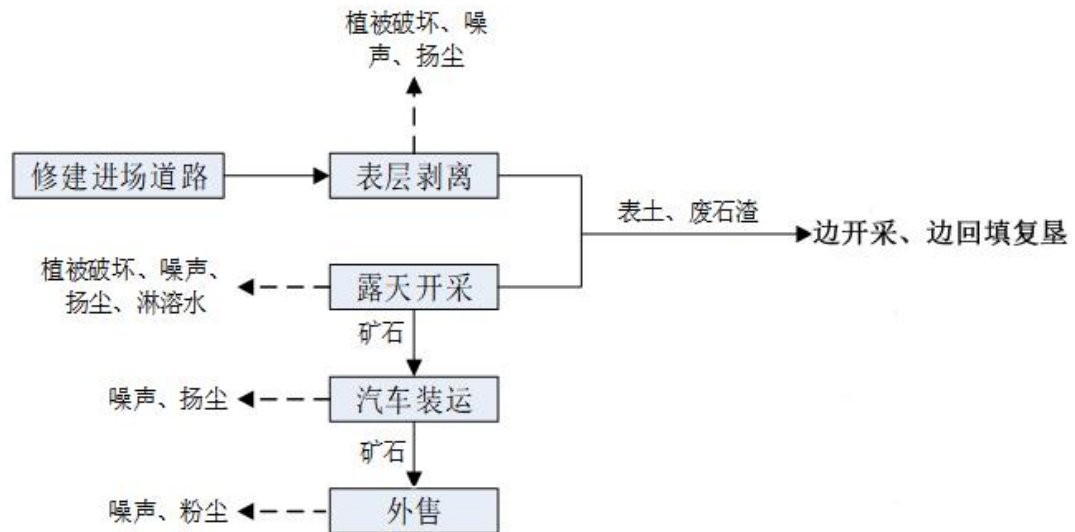 植被破坏、噪
声、扬尘
修建进场道路
表层剥离
表土、废石渣
边开采、边回填复垦
植被破坏、噪声、
扬尘、淋溶水
露天开采
矿石
噪声、扬尘
汽车装运
矿石
噪声、粉尘
外售